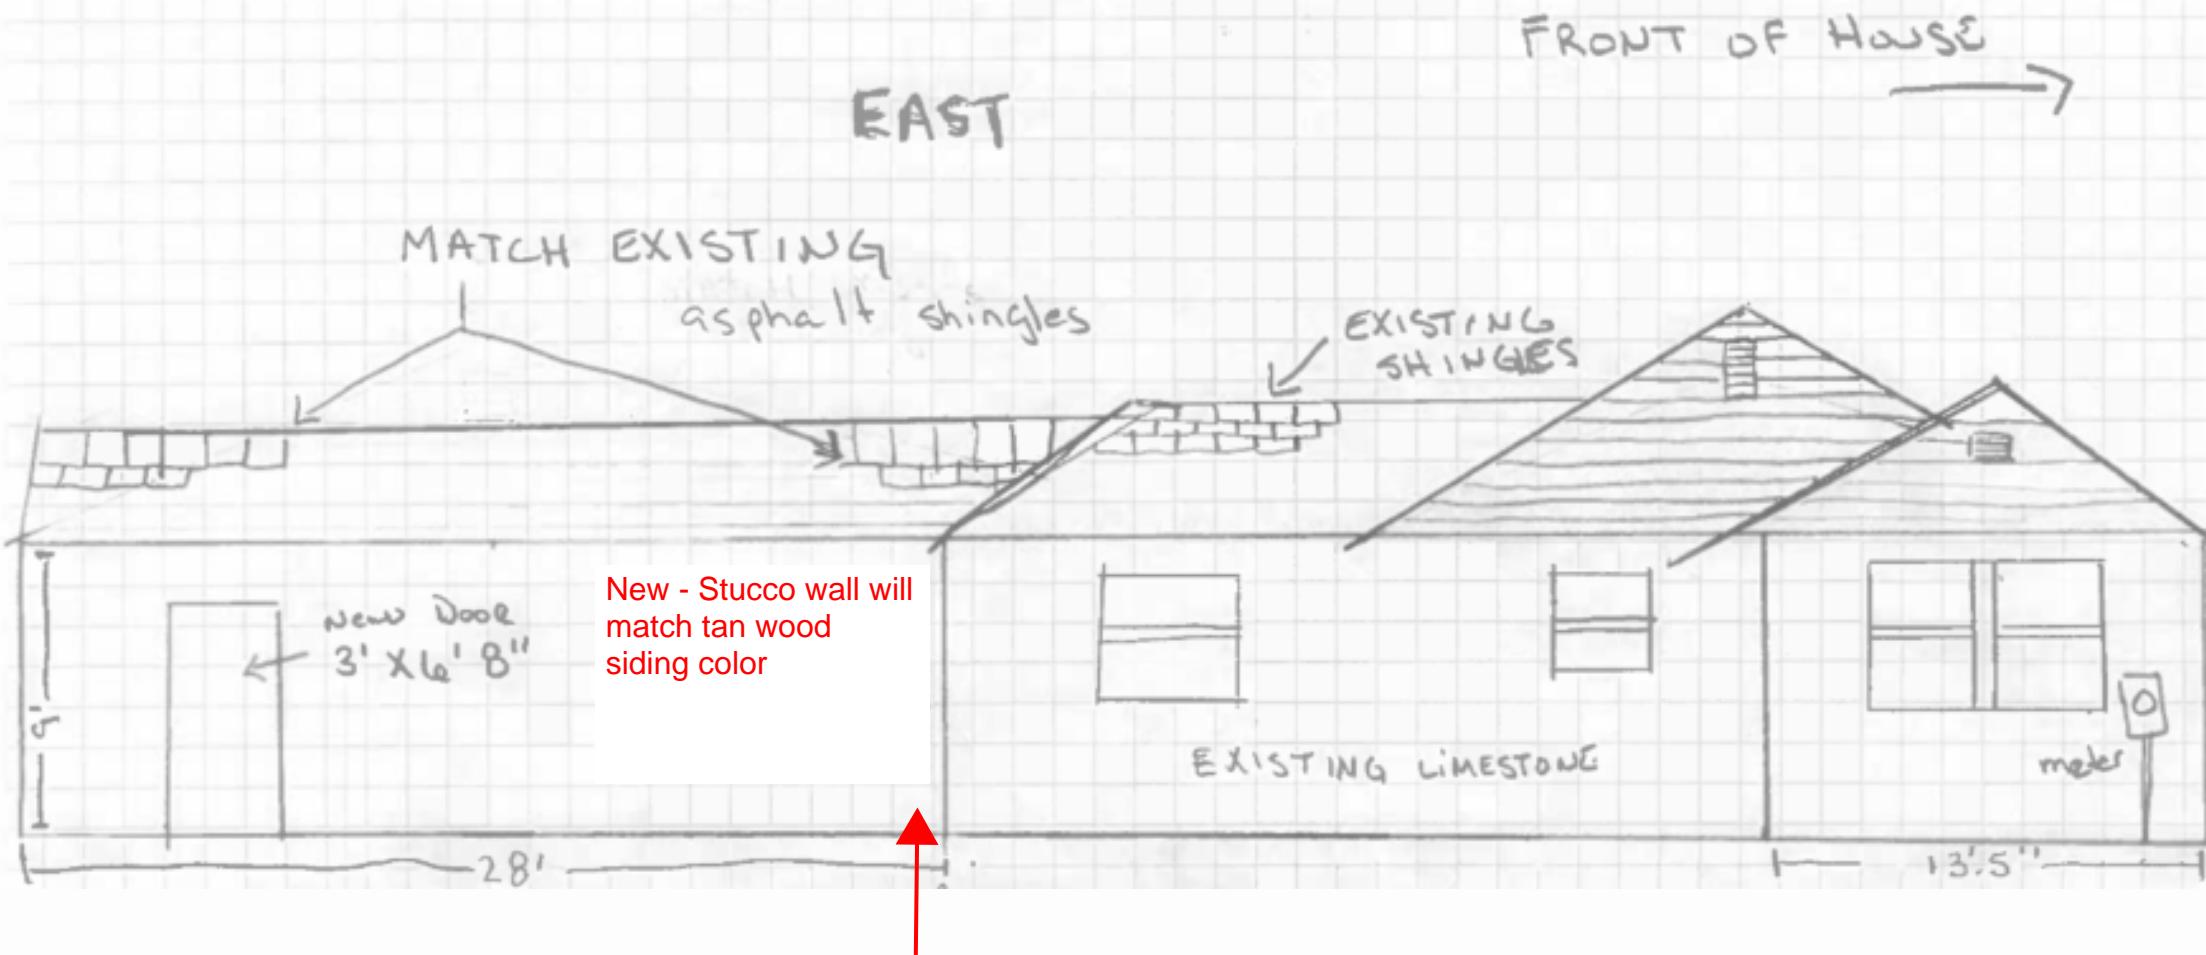 FRONT OF HOUSE
EAST
MATCH EXISTING
asphalt shingles
EXISTING
SHINGLES
New Door
3' X 6' 8"
New - Stucco wall will
match tan wood
siding color
9'
EXISTING LIMESTONE
meter
28'
13'.5"